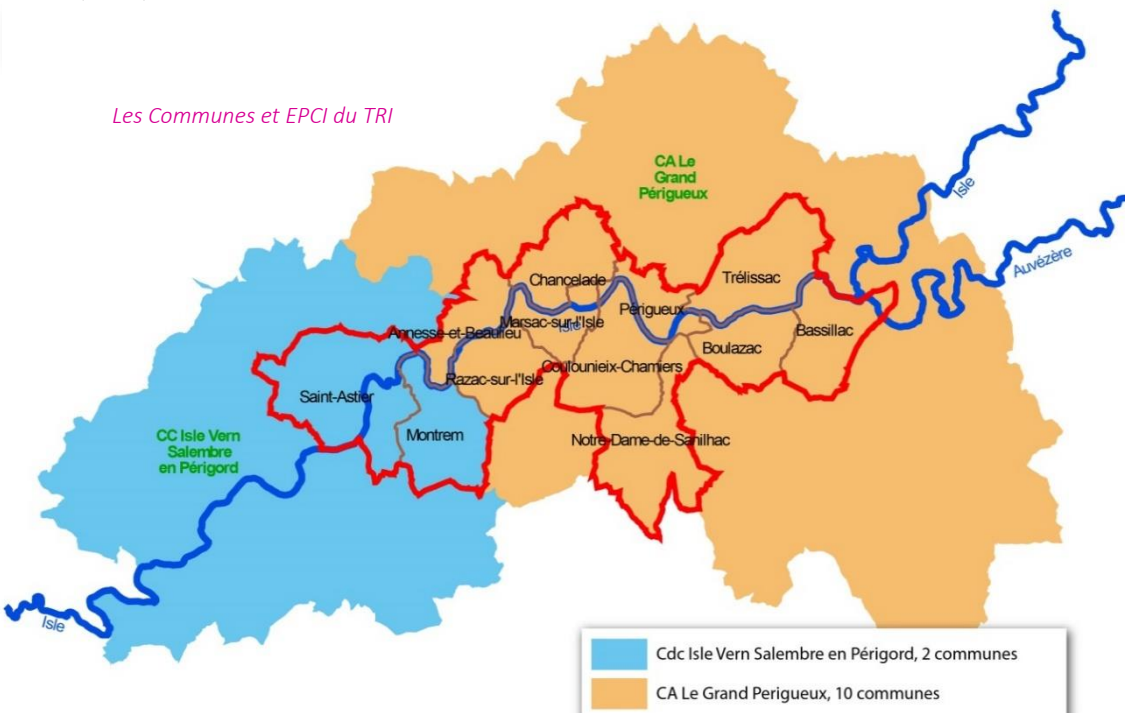 Les Communes et EPCI du TRI
CA Le
Grand
Périgueux
Isle
Auvézère
Trélissac
Chancelade
Périgueux
Marsac-sur-l'Isle
Isle
Bassillac
Annesse-et-Beaulieu
Boulazac
Coulounieix-Chamiers
Razac-sur-l'Isle
Saint-Astier
Montrem
Notre-Dame-de-Sanilhac
CC Isle Vern
Salembre
en Périgord
Isle
Cdc Isle Vern Salembre en Périgord, 2 communes
CA Le Grand Perigueux, 10 communes